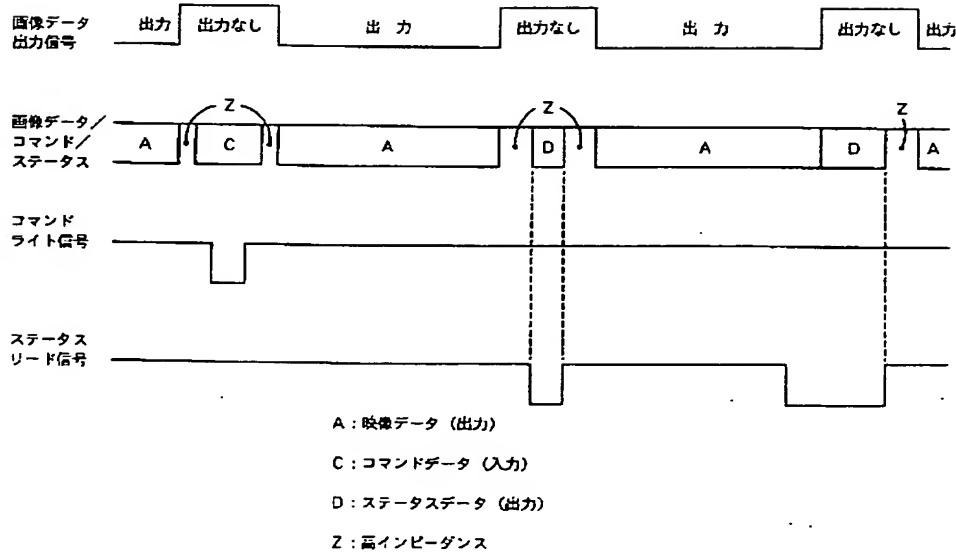 画像データ
出力信号
出力 出力なし 出 力 出力なし 出 力 出力なし 出力
画像データ/
コマンド/
ステータス
Z Z Z
A C A D A D A
コマンド
ライト信号
ステータス
リード信号
A:映像データ (出力)
C:コマンドデータ (入力)
D:ステータスデータ (出力)
Z:高インピーダンス